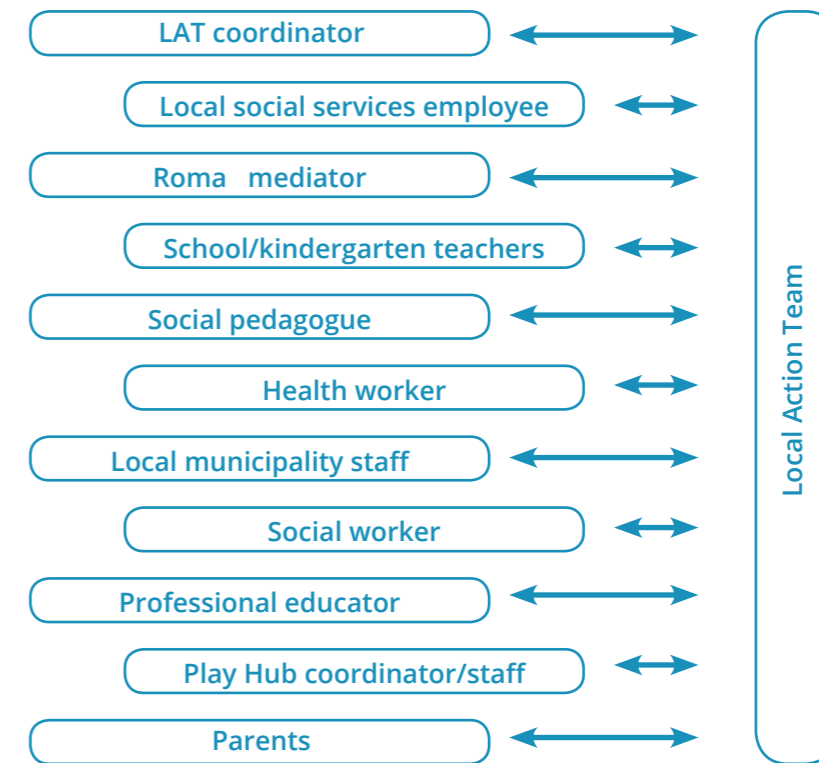 LAT coordinator
Local social services employee
Roma mediator
School/kindergarten teachers
Social pedagogue
Health worker
Local municipality staff
Social worker
Professional educator
Play Hub coordinator/staff
Parents
Local Action Team